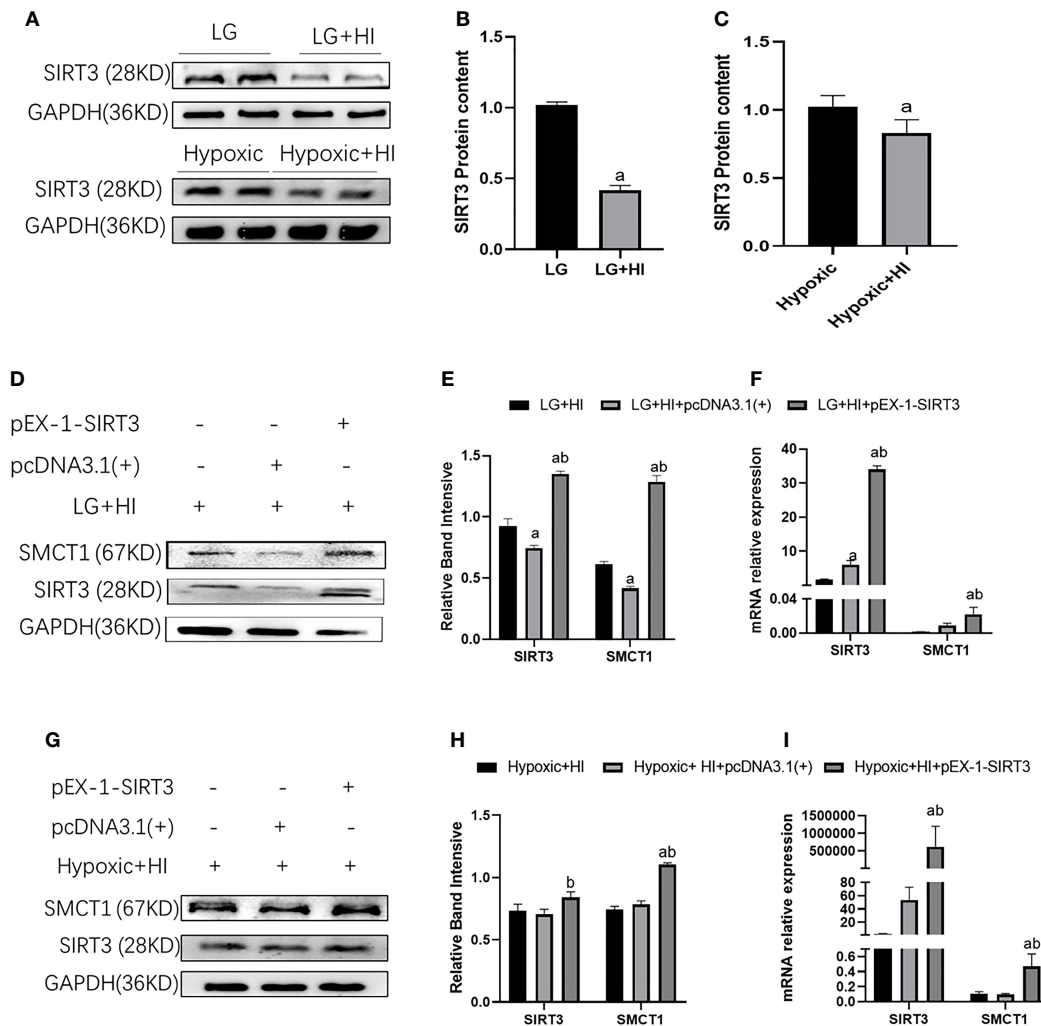 A
LG
LG+HI
SIRT3 (28KD)
GAPDH(36KD)
Hypoxic
Hypoxic+HI
SIRT3 (28KD)
GAPDH(36KD)
B
SIRT3 Protein content
1.5
1.0
0.5
0.0
a
LG
LG+HI
C
SIRT3 Protein content
1.5
1.0
0.5
0.0
a
Hypoxic
Hypoxic+HI
D
pEX-1-SIRT3 - - +
pcDNA3.1(+) - + -
LG+HI + + +
SMCT1 (67KD)
SIRT3 (28KD)
GAPDH(36KD)
E
F
LG+HI LG+HI+pcDNA3.1(+) LG+HI+pEX-1-SIRT3
Relative Band Intensive
1.5
1.0
0.5
0.0
a
ab
a
ab
SIRT3
SMCT1
mRNA relative expression
40
30
20
10
0.04
0.00
a
ab
ab
SIRT3
SMCT1
G
pEX-1-SIRT3 - - +
pcDNA3.1(+) - + -
Hypoxic+HI + + +
SMCT1 (67KD)
SIRT3 (28KD)
GAPDH(36KD)
H
I
Hypoxic+HI Hypoxic+ HI+pcDNA3.1(+) Hypoxic+HI+pEX-1-SIRT3
Relative Band Intensive
1.5
1.0
0.5
0.0
b
ab
SIRT3
SMCT1
mRNA relative expression
1500000
1000000
500000
80
60
40
20
0.6
0.4
0.2
0.0
ab
ab
SIRT3
SMCT1